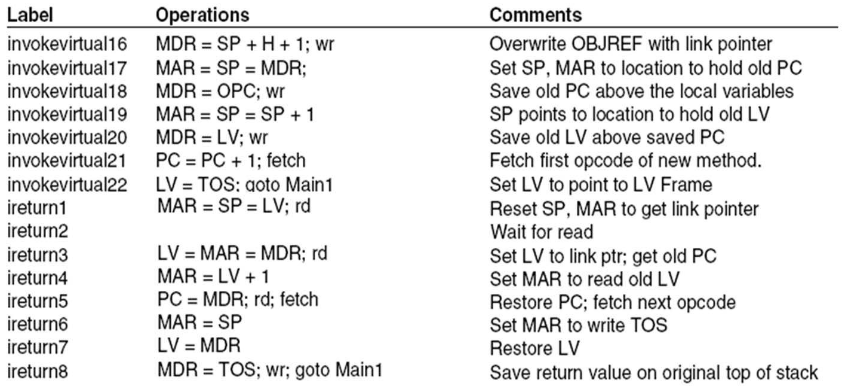 Label Operations Comments
invokevirtual16 MDR = SP + H + 1; wr Overwrite OBJREF with link pointer
invokevirtual17 MAR = SP = MDR; Set SP, MAR to location to hold old PC
invokevirtual18 MDR = OPC; wr Save old PC above the local variables
invokevirtual19 MAR = SP = SP + 1 SP points to location to hold old LV
invokevirtual20 MDR = LV; wr Save old LV above saved PC
invokevirtual21 PC = PC + 1; fetch Fetch first opcode of new method.
invokevirtual22 LV = TOS; goto Main1 Set LV to point to LV Frame
ireturn1 MAR = SP = LV; rd Reset SP, MAR to get link pointer
ireturn2 Wait for read
ireturn3 LV = MAR = MDR; rd Set LV to link ptr; get old PC
ireturn4 MAR = LV + 1 Set MAR to read old LV
ireturn5 PC = MDR; rd; fetch Restore PC; fetch next opcode
ireturn6 MAR = SP Set MAR to write TOS
ireturn7 LV = MDR Restore LV
ireturn8 MDR = TOS; wr; goto Main1 Save return value on original top of stack